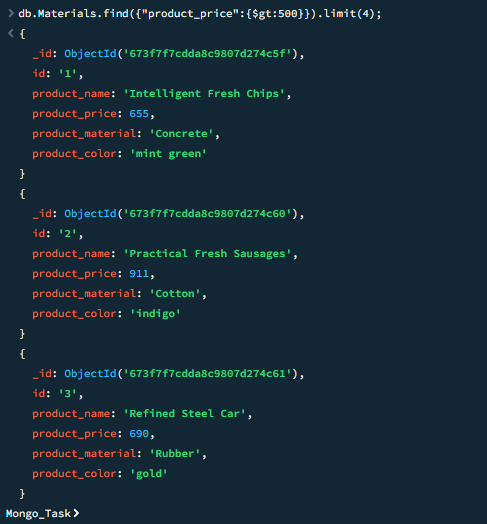 > db.Materials.find({"product_price":{$gt:500}}).limit(4);
< {
_id: ObjectId('673f7f7cdda8c9807d274c5f'),
id: '1',
product_name: 'Intelligent Fresh Chips',
product_price: 655,
product_material: 'Concrete',
product_color: 'mint green'
}
{
_id: ObjectId('673f7f7cdda8c9807d274c60'),
id: '2',
product_name: 'Practical Fresh Sausages',
product_price: 911,
product_material: 'Cotton',
product_color: 'indigo'
}
{
_id: ObjectId('673f7f7cdda8c9807d274c61'),
id: '3',
product_name: 'Refined Steel Car',
product_price: 690,
product_material: 'Rubber',
product_color: 'gold'
}
Mongo_Task>